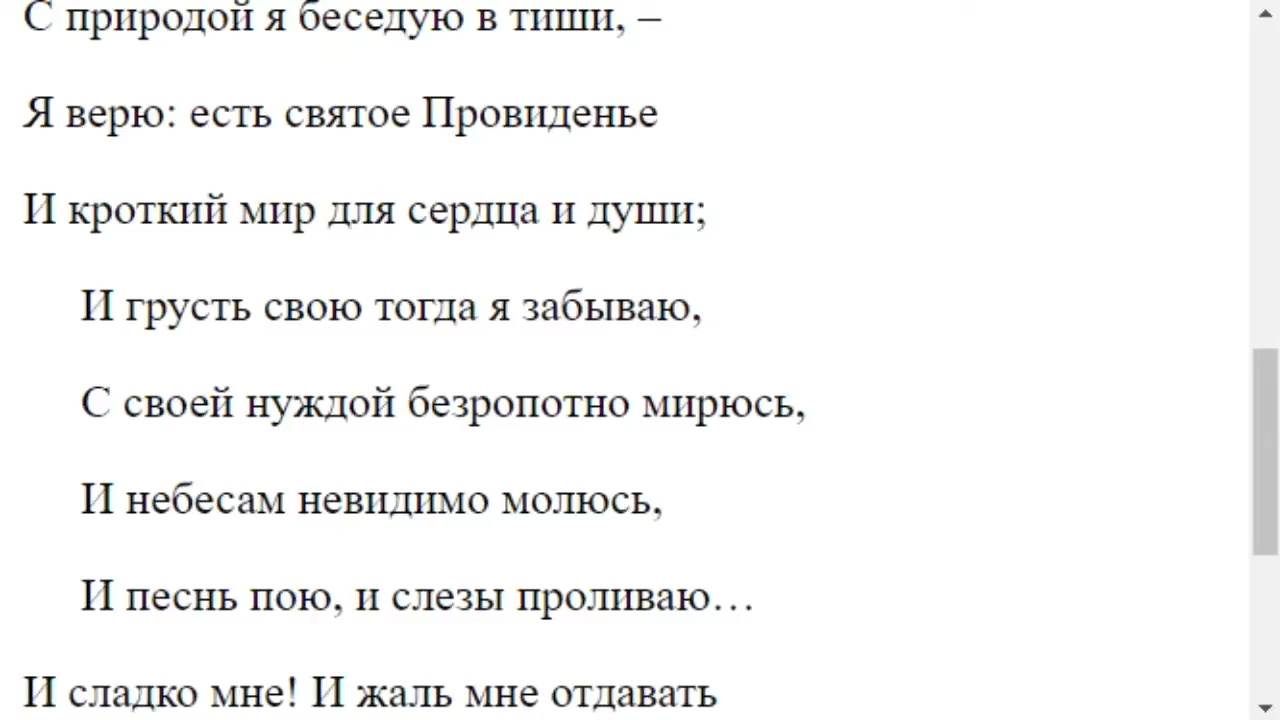 С природой я беседую в тиши, –
Я верю: есть святое Провиденье
И кроткий мир для сердца и души;
И грусть свою тогда я забываю,
С своей нуждой безропотно мирюсь,
И небесам невидимо молюсь,
И песнь пою, и слезы проливаю…
И сладко мне! И жаль мне отдавать